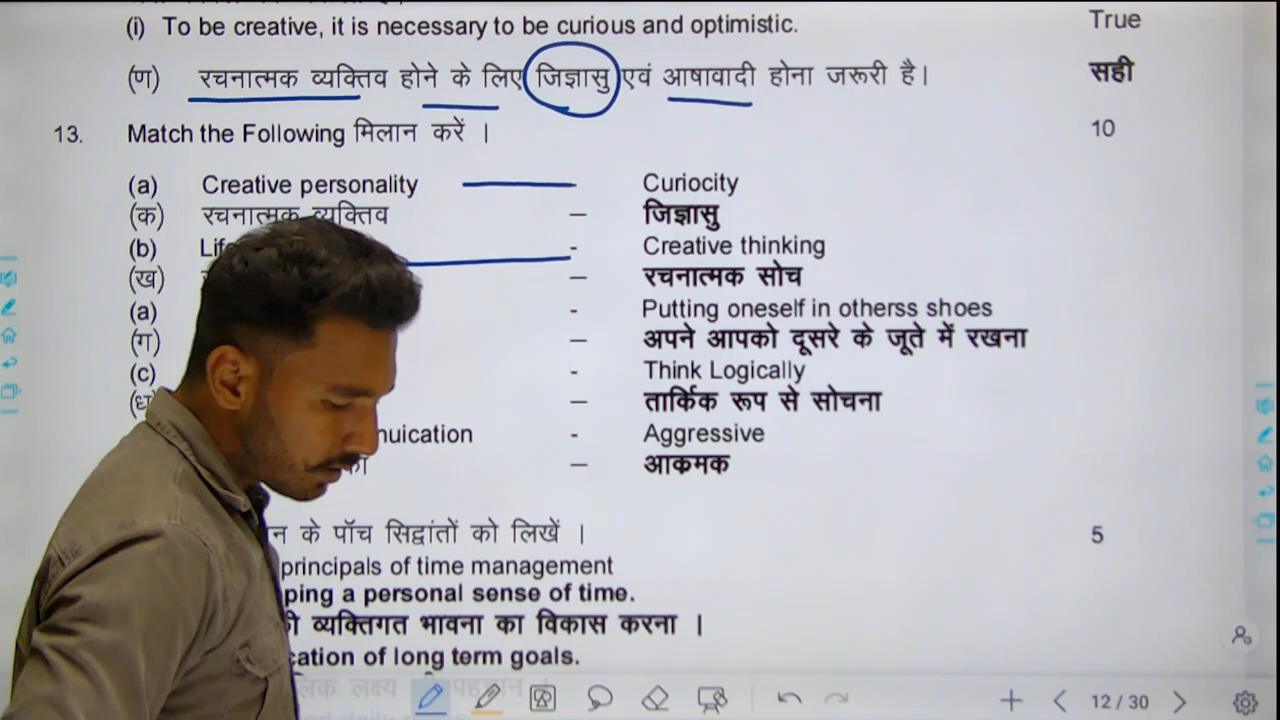 (i) To be creative, it is necessary to be curious and optimistic. True
(ण) रचनात्मक व्यक्तिव होने के लिए जिज्ञासु एवं आषावादी होना जरूरी है। सही
13. Match the Following मिलान करें । 10
(a) Creative personality - Curiocity
(क) रचनात्मक व्यक्तिव – जिज्ञासु
(b) - Creative thinking
(ख) – रचनात्मक सोच
(a) - Putting oneself in otherss shoes
(ग) – अपने आपको दूसरे के जूते में रखना
(c) - Think Logically
– तार्किक रूप से सोचना
- Aggressive
– आकमक
के पॉच सिद्वांतों को लिखें । 5
principals of time management
a personal sense of time.
व्यक्तिगत भावना का विकास करना ।
of long term goals.
लक्ष्य
12 / 30